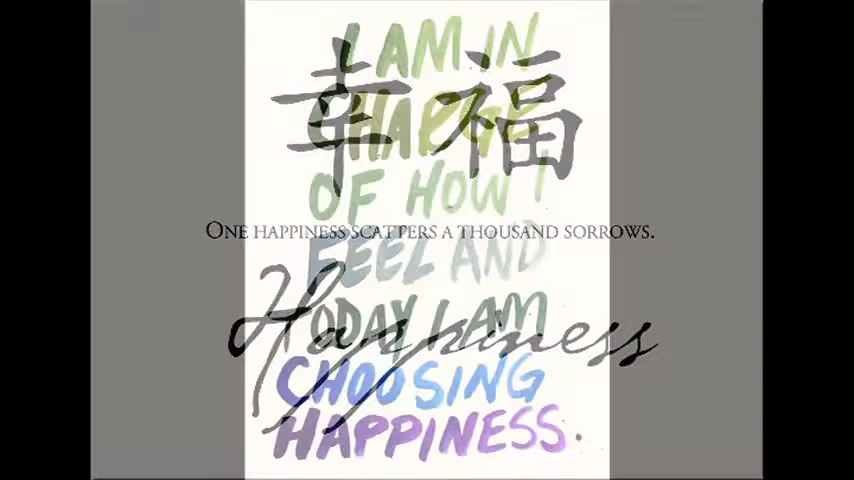 I AM IN
幸福
CHARGE
OF HOW I
ONE HAPPINESS SCATTERS A THOUSAND SORROWS.
FEEL AND
TODAY I AM
Happiness
CHOOSING
HAPPINESS.